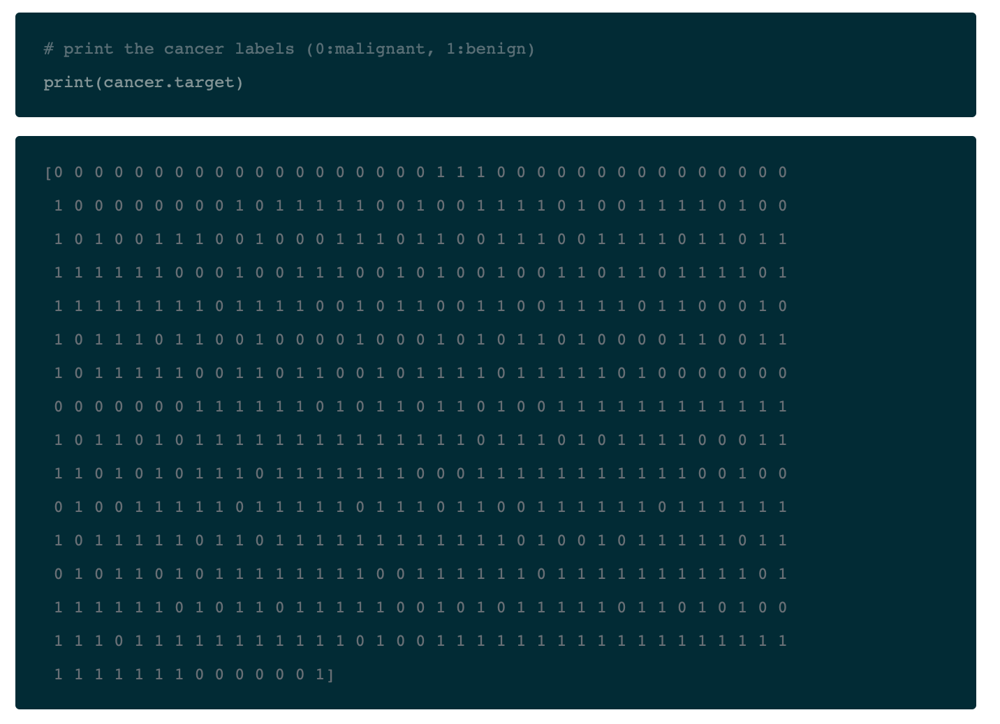 # print the cancer labels (0:malignant, 1:benign)
print(cancer.target)
[0 0 0 0 0 0 0 0 0 0 0 0 0 0 0 0 0 0 0 1 1 1 0 0 0 0 0 0 0 0 0 0 0 0 0 0 0
1 0 0 0 0 0 0 0 0 1 0 1 1 1 1 1 0 0 1 0 0 1 1 1 1 0 1 0 0 1 1 1 1 0 1 0 0
1 0 1 0 0 1 1 1 0 0 1 0 0 0 1 1 1 0 1 1 0 0 1 1 1 0 0 1 1 1 1 0 1 1 0 1 1
1 1 1 1 1 1 0 0 0 1 0 0 1 1 1 0 0 1 0 1 0 0 1 0 0 1 1 0 1 1 0 1 1 1 1 0 1
1 1 1 1 1 1 1 1 0 1 1 1 1 0 0 1 0 1 1 0 0 1 1 0 0 1 1 1 1 0 1 1 0 0 0 1 0
1 0 1 1 1 0 1 1 0 0 1 0 0 0 0 1 0 0 0 1 0 1 0 1 1 0 1 0 0 0 0 1 1 0 0 1 1
1 0 1 1 1 1 1 0 0 1 1 0 1 1 0 0 1 0 1 1 1 1 0 1 1 1 1 1 0 1 0 0 0 0 0 0 0
0 0 0 0 0 0 0 1 1 1 1 1 1 0 1 0 1 1 0 1 1 0 1 0 0 1 1 1 1 1 1 1 1 1 1 1 1
1 0 1 1 0 1 0 1 1 1 1 1 1 1 1 1 1 1 1 1 1 0 1 1 1 0 1 0 1 1 1 1 0 0 0 1 1
1 1 0 1 0 1 0 1 1 1 0 1 1 1 1 1 1 1 0 0 0 1 1 1 1 1 1 1 1 1 1 1 0 0 1 0 0
0 1 0 0 1 1 1 1 1 0 1 1 1 1 1 0 1 1 1 0 1 1 0 0 1 1 1 1 1 1 0 1 1 1 1 1 1
1 0 1 1 1 1 1 0 1 1 0 1 1 1 1 1 1 1 1 1 1 1 1 0 1 0 0 1 0 1 1 1 1 1 0 1 1
0 1 0 1 1 0 1 0 1 1 1 1 1 1 1 1 0 0 1 1 1 1 1 1 0 1 1 1 1 1 1 1 1 1 1 0 1
1 1 1 1 1 1 0 1 0 1 1 0 1 1 1 1 1 0 0 1 0 1 0 1 1 1 1 1 0 1 1 0 1 0 1 0 0
1 1 1 0 1 1 1 1 1 1 1 1 1 1 1 0 1 0 0 1 1 1 1 1 1 1 1 1 1 1 1 1 1 1 1 1 1
1 1 1 1 1 1 1 0 0 0 0 0 0 1]